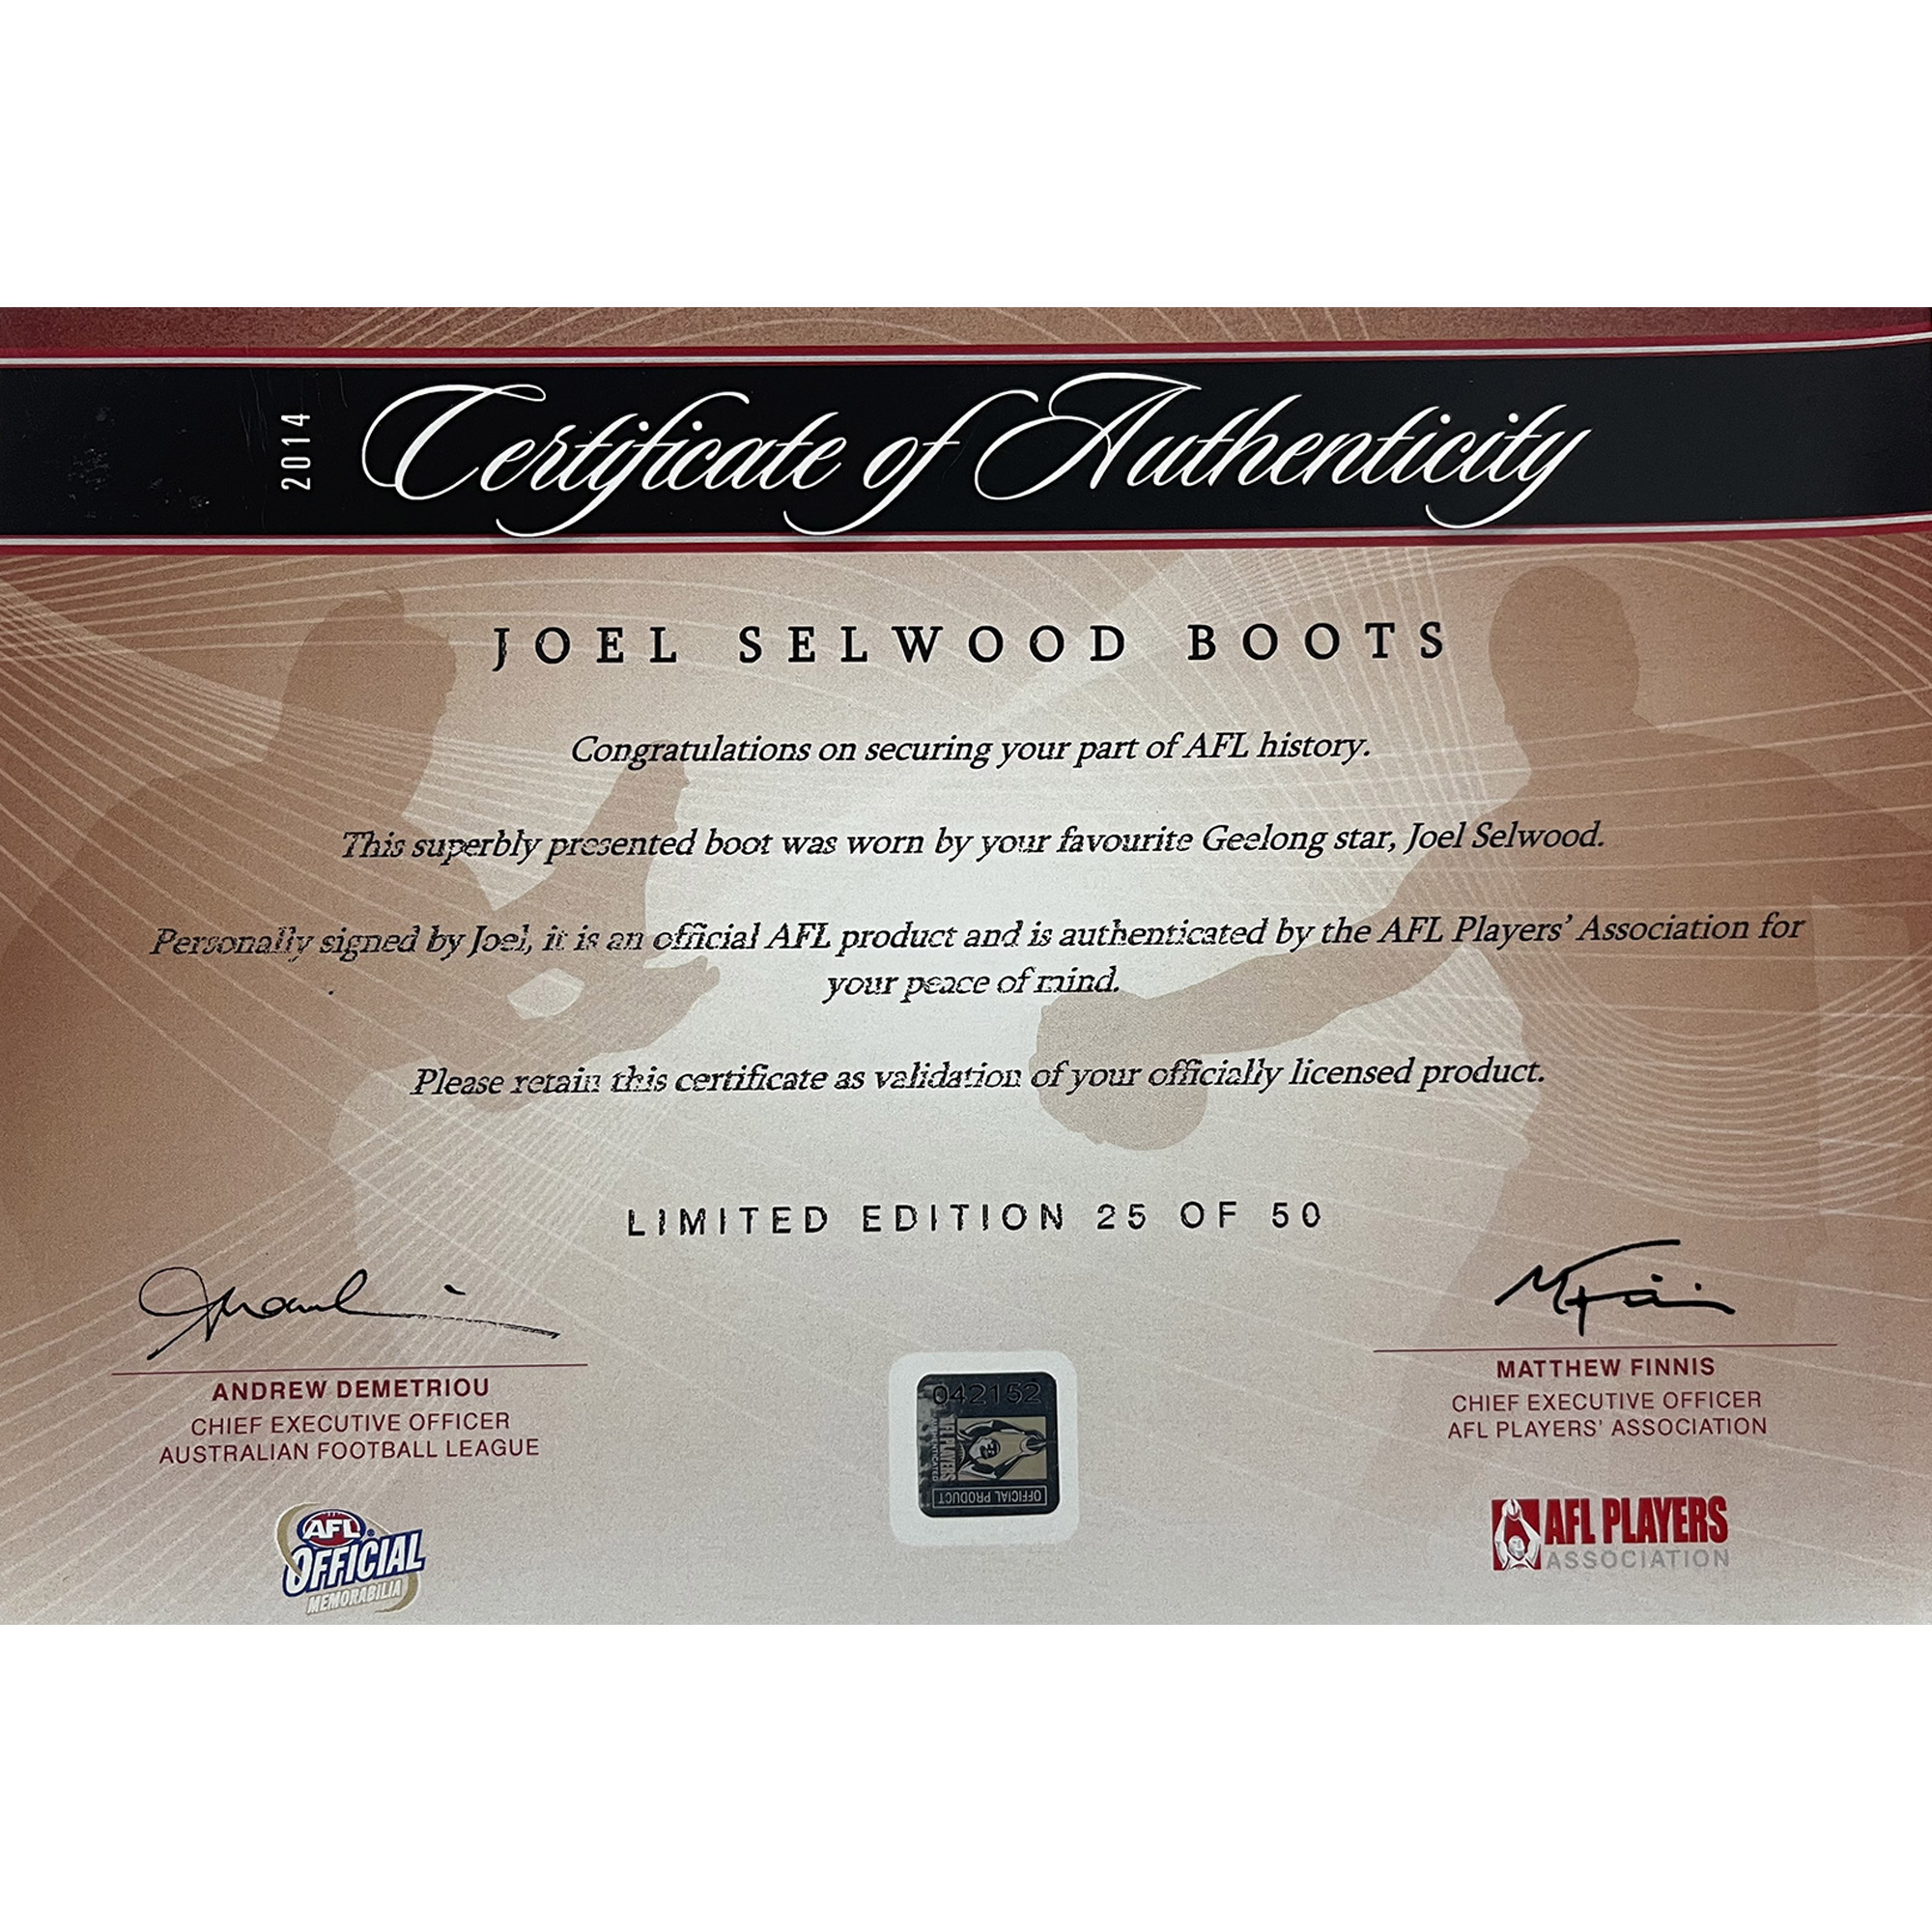 2014
Certificate of Authenticity
JOEL SELWOOD BOOTS
Congratulations on securing your part of AFL history.
This superbly presented boot was worn by your favourite Geelong star, Joel Selwood.
Personally signed by Joel, it is an official AFL product and is authenticated by the AFL Players' Association for
your peace of mind.
Please retain this certificate as validation of your officially licensed product.
LIMITED EDITION 25 OF 50
ANDREW DEMETRIOU
CHIEF EXECUTIVE OFFICER
AUSTRALIAN FOOTBALL LEAGUE
MATTHEW FINNIS
CHIEF EXECUTIVE OFFICER
AFL PLAYERS' ASSOCIATION
042152
AFL PLAYERS
AUTHENTICATED
OFFICIAL PRODUCT
AFL
OFFICIAL
MEMORABILIA
AFL PLAYERS
ASSOCIATION